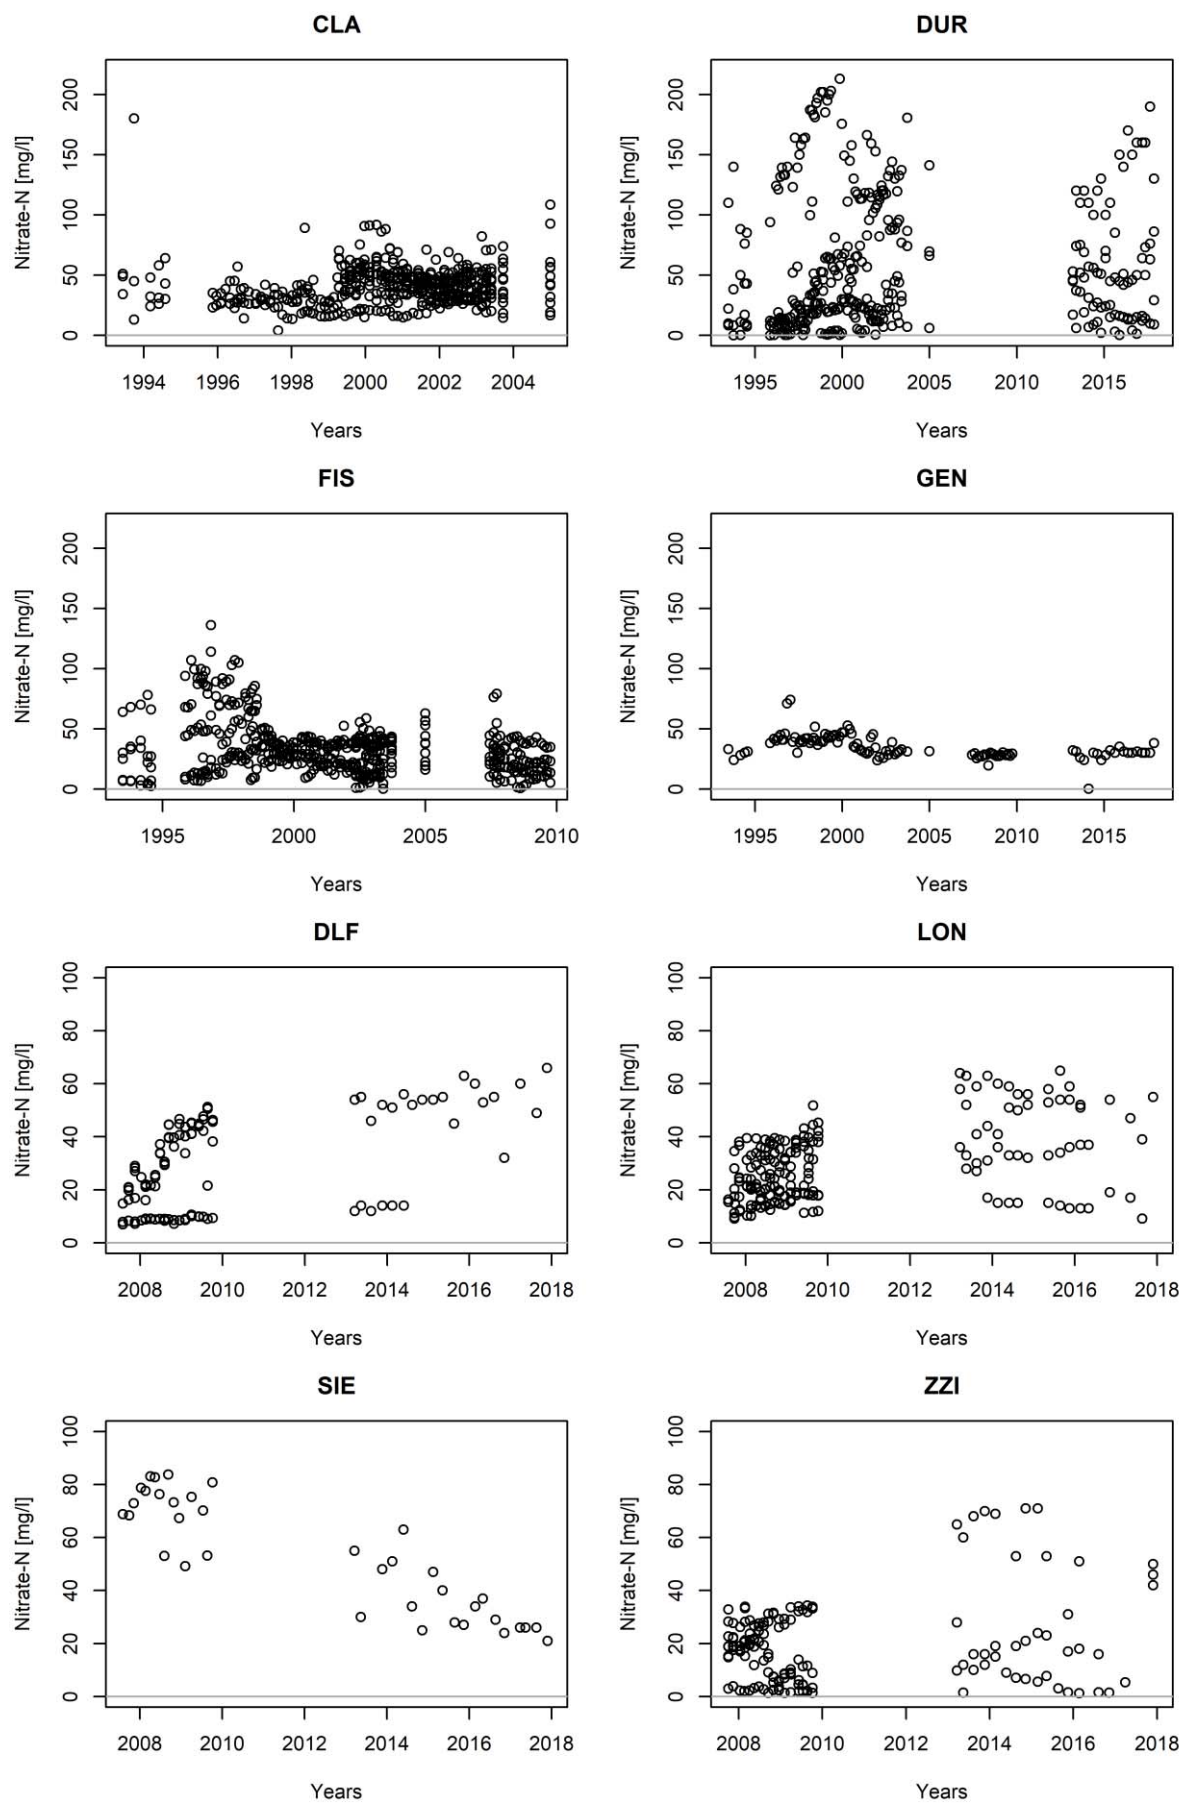 CLA
DUR
Nitrate-N [mg/l]
0 50 100 150 200
1994 1996 1998 2000 2002 2004
Years
Nitrate-N [mg/l]
0 50 100 150 200
1995 2000 2005 2010 2015
Years
FIS
GEN
Nitrate-N [mg/l]
0 50 100 150 200
1995 2000 2005 2010
Years
Nitrate-N [mg/l]
0 50 100 150 200
1995 2000 2005 2010 2015
Years
DLF
LON
Nitrate-N [mg/l]
0 20 40 60 80 100
2008 2010 2012 2014 2016 2018
Years
Nitrate-N [mg/l]
0 20 40 60 80 100
2008 2010 2012 2014 2016 2018
Years
SIE
ZZI
Nitrate-N [mg/l]
0 20 40 60 80 100
2008 2010 2012 2014 2016 2018
Years
Nitrate-N [mg/l]
0 20 40 60 80 100
2008 2010 2012 2014 2016 2018
Years